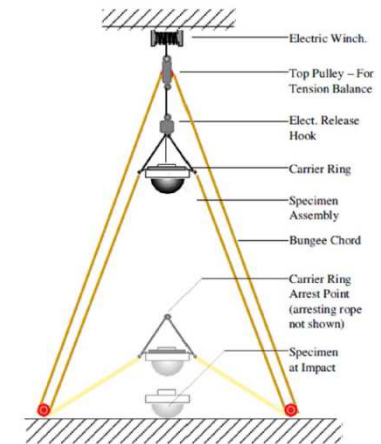 Electric Winch.
Top Pulley – For
Tension Balance
Elect. Release
Hook
Carrier Ring
Specimen
Assembly
Bungee Chord
Carrier Ring
Arrest Point
(arresting rope
not shown)
Specimen
at Impact